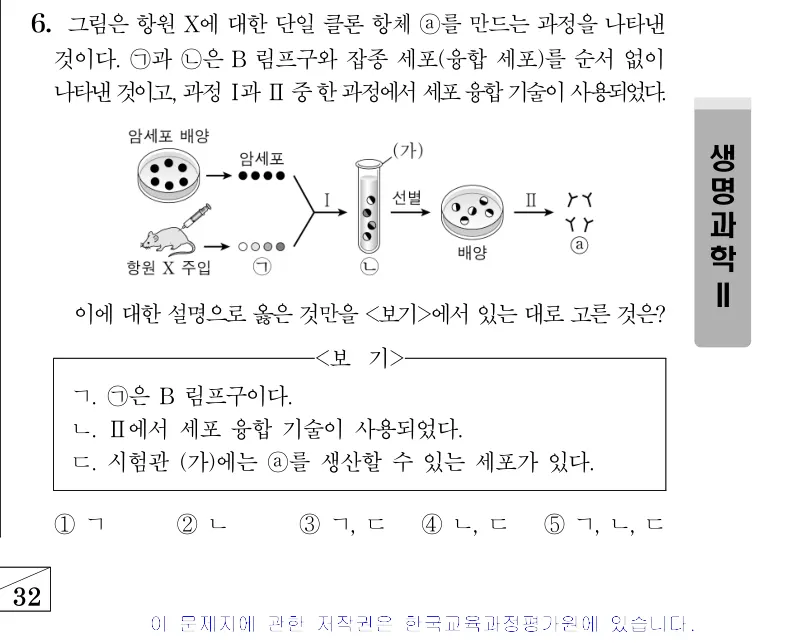 6. 그림은 항원 X에 대한 단일 클론 항체 ⓐ를 만드는 과정을 나타낸
것이다. ㉠과 ㉡은 B 림프구와 잡종 세포(융합 세포)를 순서 없이
나타낸 것이고, 과정 Ⅰ과 Ⅱ 중 한 과정에서 세포 융합 기술이 사용되었다.
암세포 배양
암세포
(가)
Ⅰ
선별
Ⅱ
항원 X 주입
㉠
㉡
배양
ⓐ
이에 대한 설명으로 옳은 것만을 <보기>에서 있는 대로 고른 것은?
<보 기>
ㄱ. ㉠은 B 림프구이다.
ㄴ. Ⅱ에서 세포 융합 기술이 사용되었다.
ㄷ. 시험관 (가)에는 ⓐ를 생산할 수 있는 세포가 있다.
① ㄱ ② ㄴ ③ ㄱ, ㄷ ④ ㄴ, ㄷ ⑤ ㄱ, ㄴ, ㄷ
생명과학Ⅱ
32
이 문제지에 관한 저작권은 한국교육과정평가원에 있습니다.